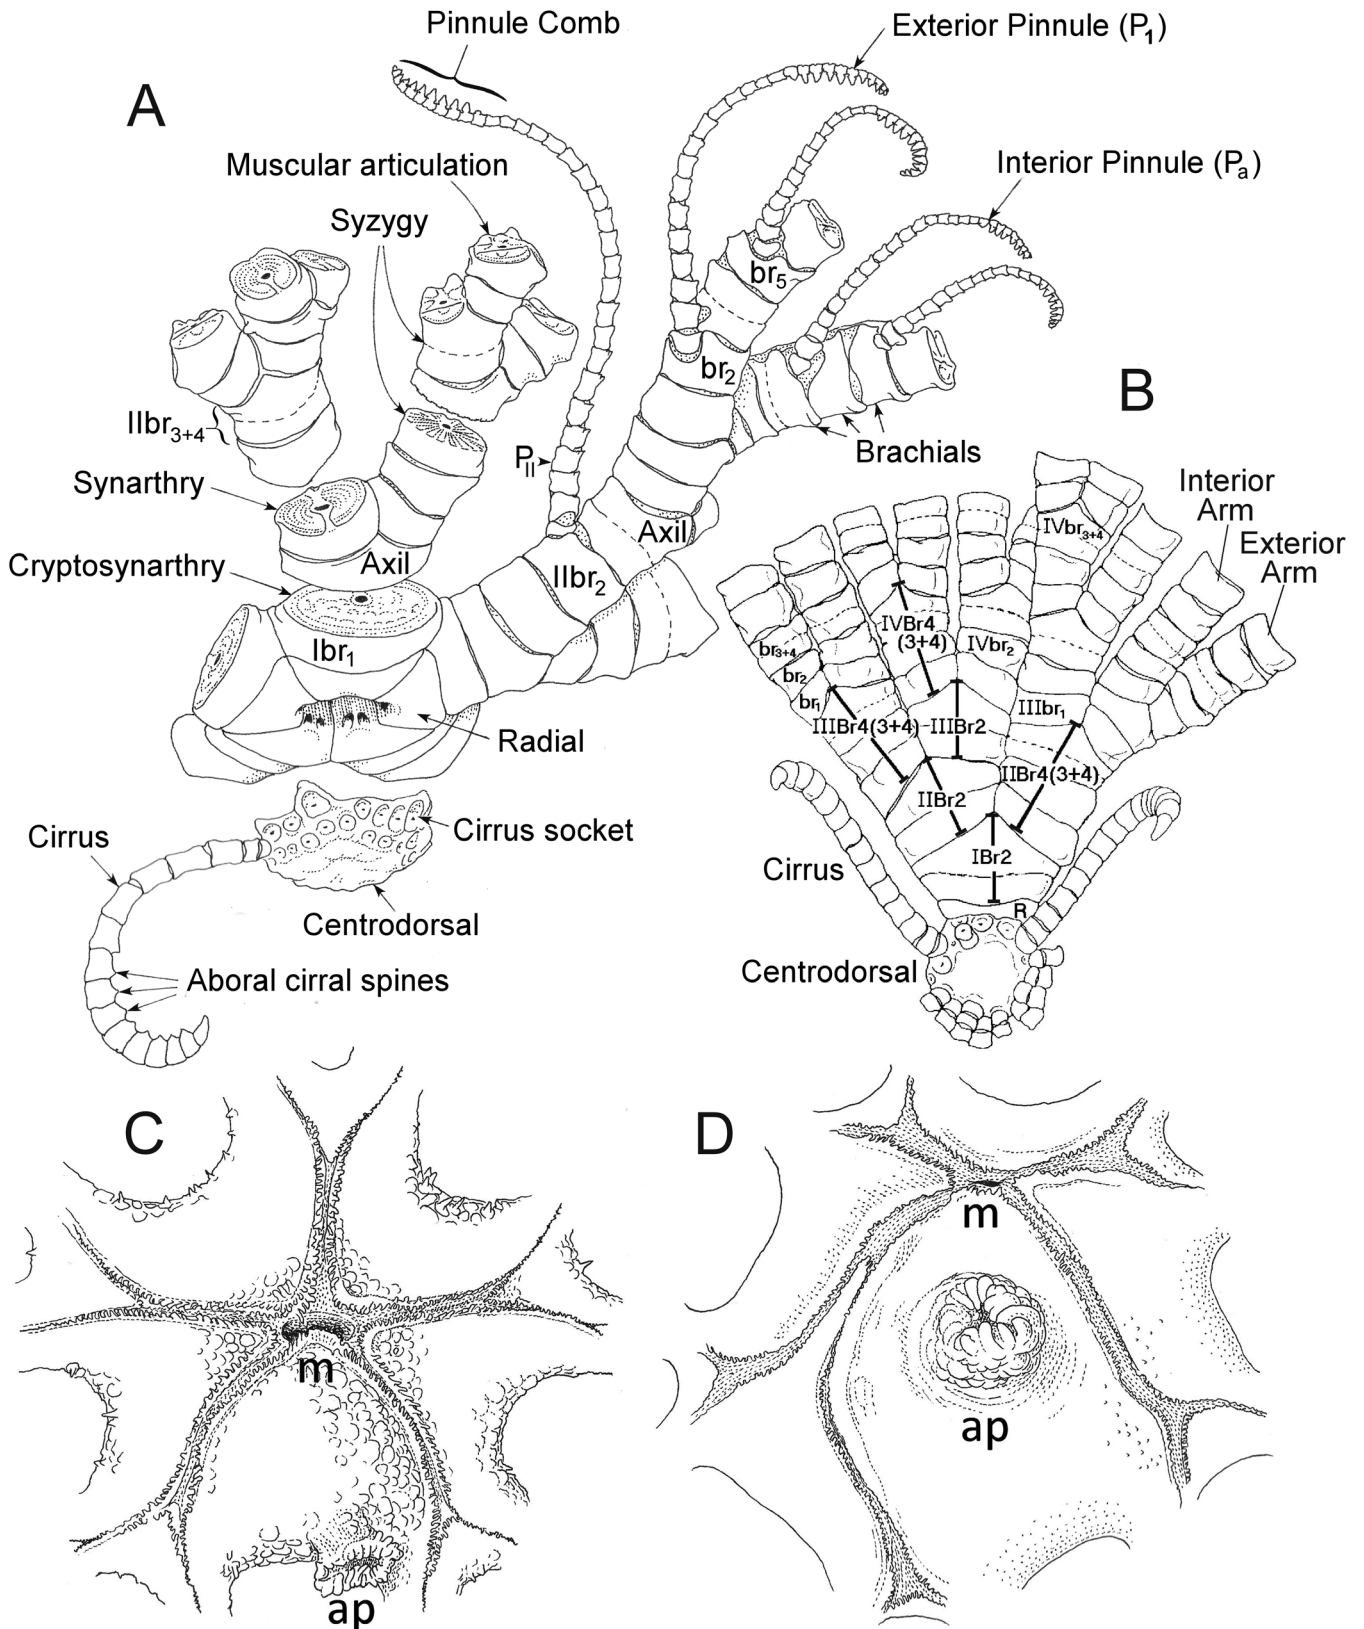 Pinnule Comb
Exterior Pinnule (P1)
A
Muscular articulation
Interior Pinnule (Pa)
Syzygy
br5
br2
B
IIbr3+4
PII
Brachials
Synarthry
Axil
Axil
Interior
Arm
IVbr3+4
Exterior
Arm
Cryptosynarthry
IIbr2
Ibr1
IVBr4
(3+4)
IVbr2
br3+4
br2
br1
IIIbr1
IIIBr4(3+4)
IIIBr2
Radial
IIBr4(3+4)
IIBr2
Cirrus
Cirrus socket
IBr2
Cirrus
R
Centrodorsal
Centrodorsal
Aboral cirral spines
C
D
m
m
ap
ap